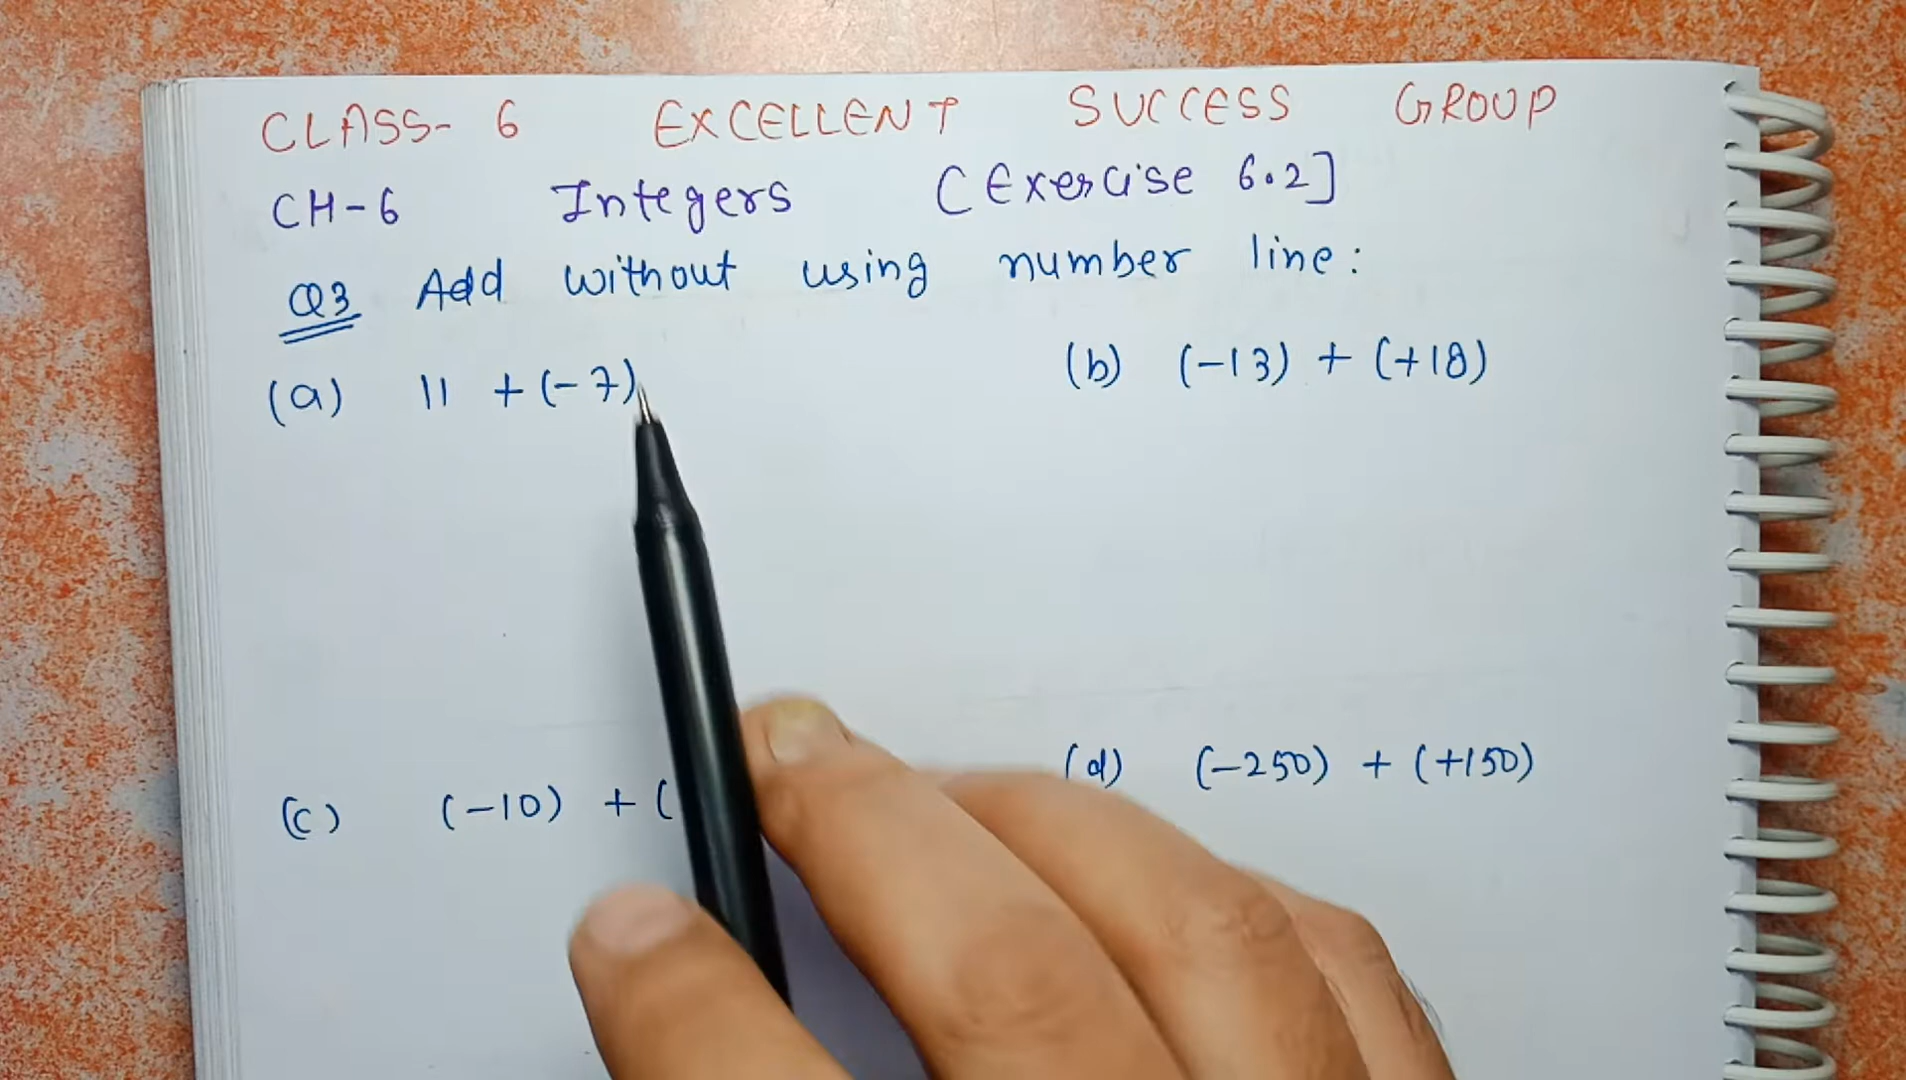 CLASS- 6 EXCELLENT SUCCESS GROUP
CH-6 Integers [Exercise 6.2]
Q3 Add without using number line:
(a) 11 + (-7)
(b) (-13) + (+18)
(c) (-10) + (
(d) (-250) + (+150)